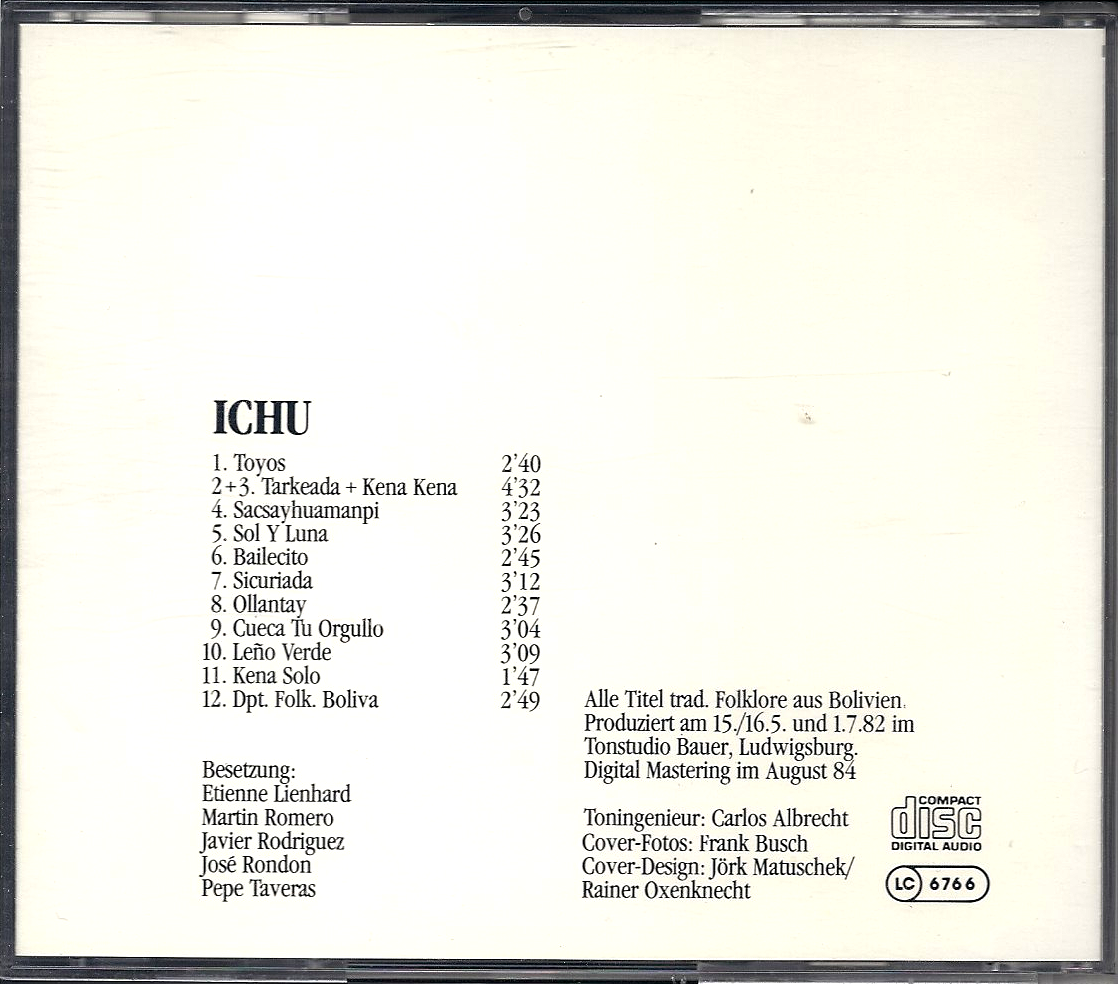 ICHU
1. Toyos 2'40
2+3. Tarkeada + Kena Kena 4'32
4. Sacsayhuamanpi 3'23
5. Sol Y Luna 3'26
6. Bailecito 2'45
7. Sicuriada 3'12
8. Ollantay 2'37
9. Cueca Tu Orgullo 3'04
10. Leño Verde 3'09
11. Kena Solo 1'47
12. Dpt. Folk. Boliva 2'49
Besetzung:
Etienne Lienhard
Martin Romero
Javier Rodriguez
José Rondon
Pepe Taveras
Alle Titel trad. Folklore aus Bolivien.
Produziert am 15./16.5. und 1.7.82 im
Tonstudio Bauer, Ludwigsburg.
Digital Mastering im August 84
Toningenieur: Carlos Albrecht
Cover-Fotos: Frank Busch
Cover-Design: Jörk Matuschek/
Rainer Oxenknecht
COMPACT
disc
DIGITAL AUDIO
LC 6766